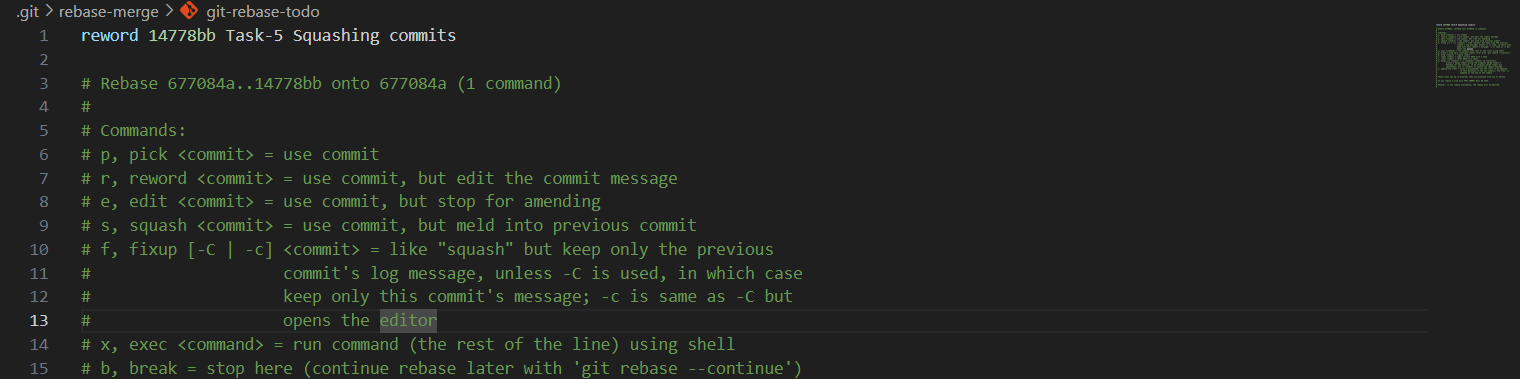 .git > rebase-merge > git-rebase-todo
1 reword 14778bb Task-5 Squashing commits
2
3 # Rebase 677084a..14778bb onto 677084a (1 command)
4 #
5 # Commands:
6 # p, pick <commit> = use commit
7 # r, reword <commit> = use commit, but edit the commit message
8 # e, edit <commit> = use commit, but stop for amending
9 # s, squash <commit> = use commit, but meld into previous commit
10 # f, fixup [-C | -c] <commit> = like "squash" but keep only the previous
11 #                    commit's log message, unless -C is used, in which case
12 #                    keep only this commit's message; -c is same as -C but
13 #                    opens the editor
14 # x, exec <command> = run command (the rest of the line) using shell
15 # b, break = stop here (continue rebase later with 'git rebase --continue')